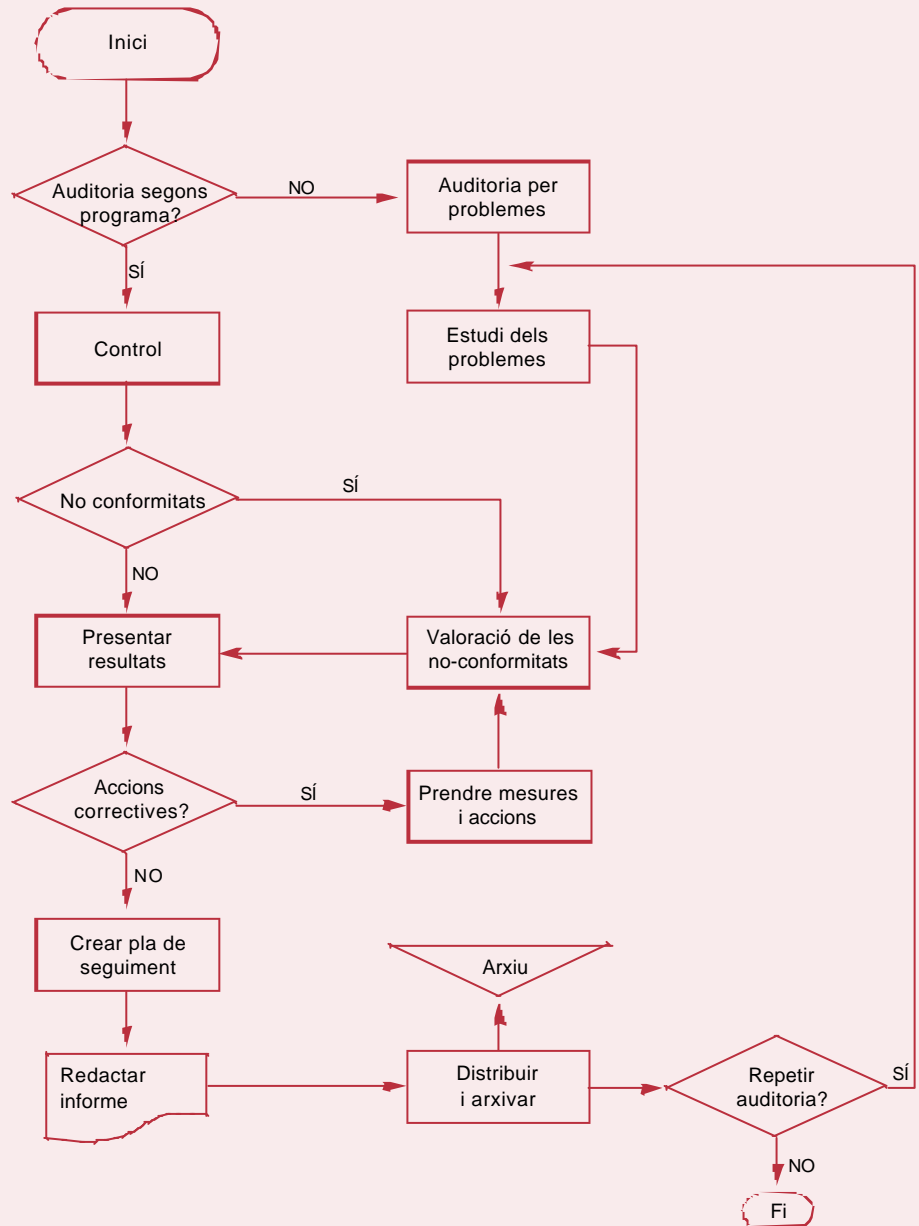 Inici
Auditoria segons
programa?
NO
Auditoria per
problemes
SÍ
Control
Estudi dels
problemes
No conformitats
SÍ
NO
Presentar
resultats
Valoració de les
no-conformitats
Accions
correctives?
SÍ
Prendre mesures
i accions
NO
Crear pla de
seguiment
Arxiu
Redactar
informe
Distribuir
i arxivar
Repetir
auditoria?
SÍ
NO
Fi